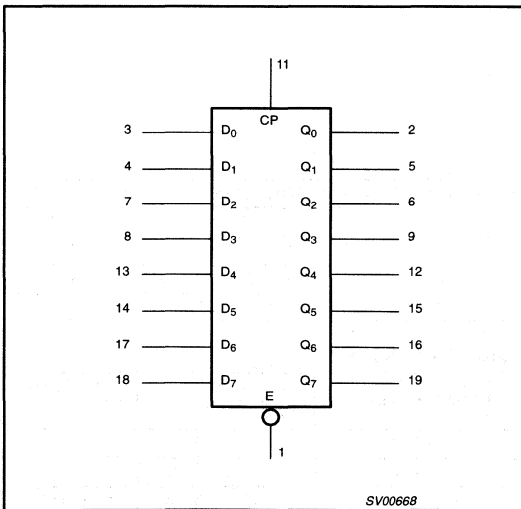 11
CP
3 D0 Q0 2
4 D1 Q1 5
7 D2 Q2 6
8 D3 Q3 9
13 D4 Q4 12
14 D5 Q5 15
17 D6 Q6 16
18 D7 Q7 19
E
1
SV00668